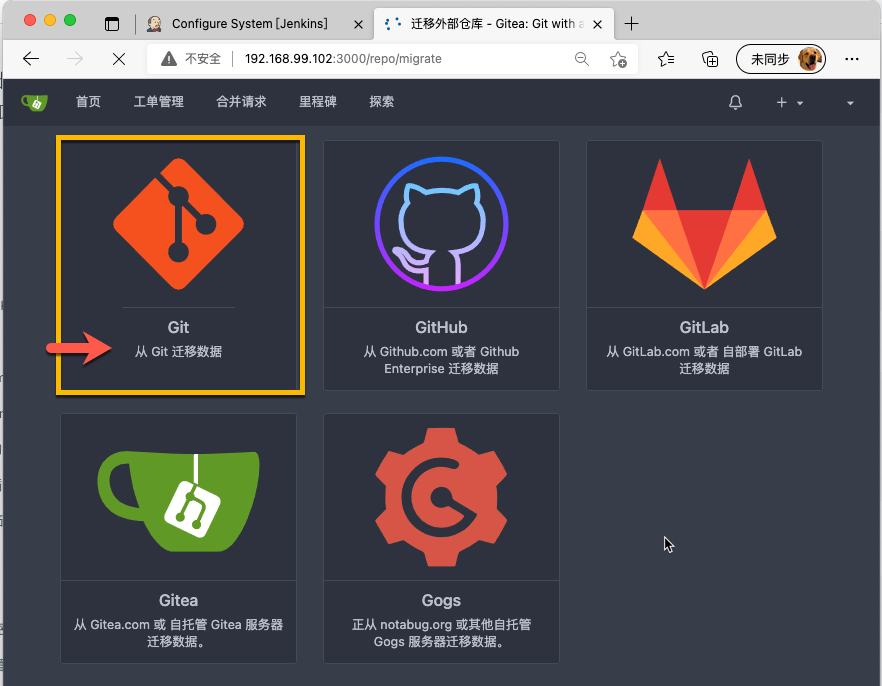 Configure System [Jenkins]
迁移外部仓库 - Gitea: Git with a
不安全
192.168.99.102:3000/repo/migrate
未同步
首页
工单管理
合并请求
里程碑
探索
Git
从 Git 迁移数据
GitHub
从 Github.com 或者 Github
Enterprise 迁移数据
GitLab
从 GitLab.com 或者 自部署 GitLab
迁移数据
Gitea
从 Gitea.com 或 自托管 Gitea 服务器
迁移数据。
Gogs
正从 notabug.org 或其他自托管
Gogs 服务器迁移数据。